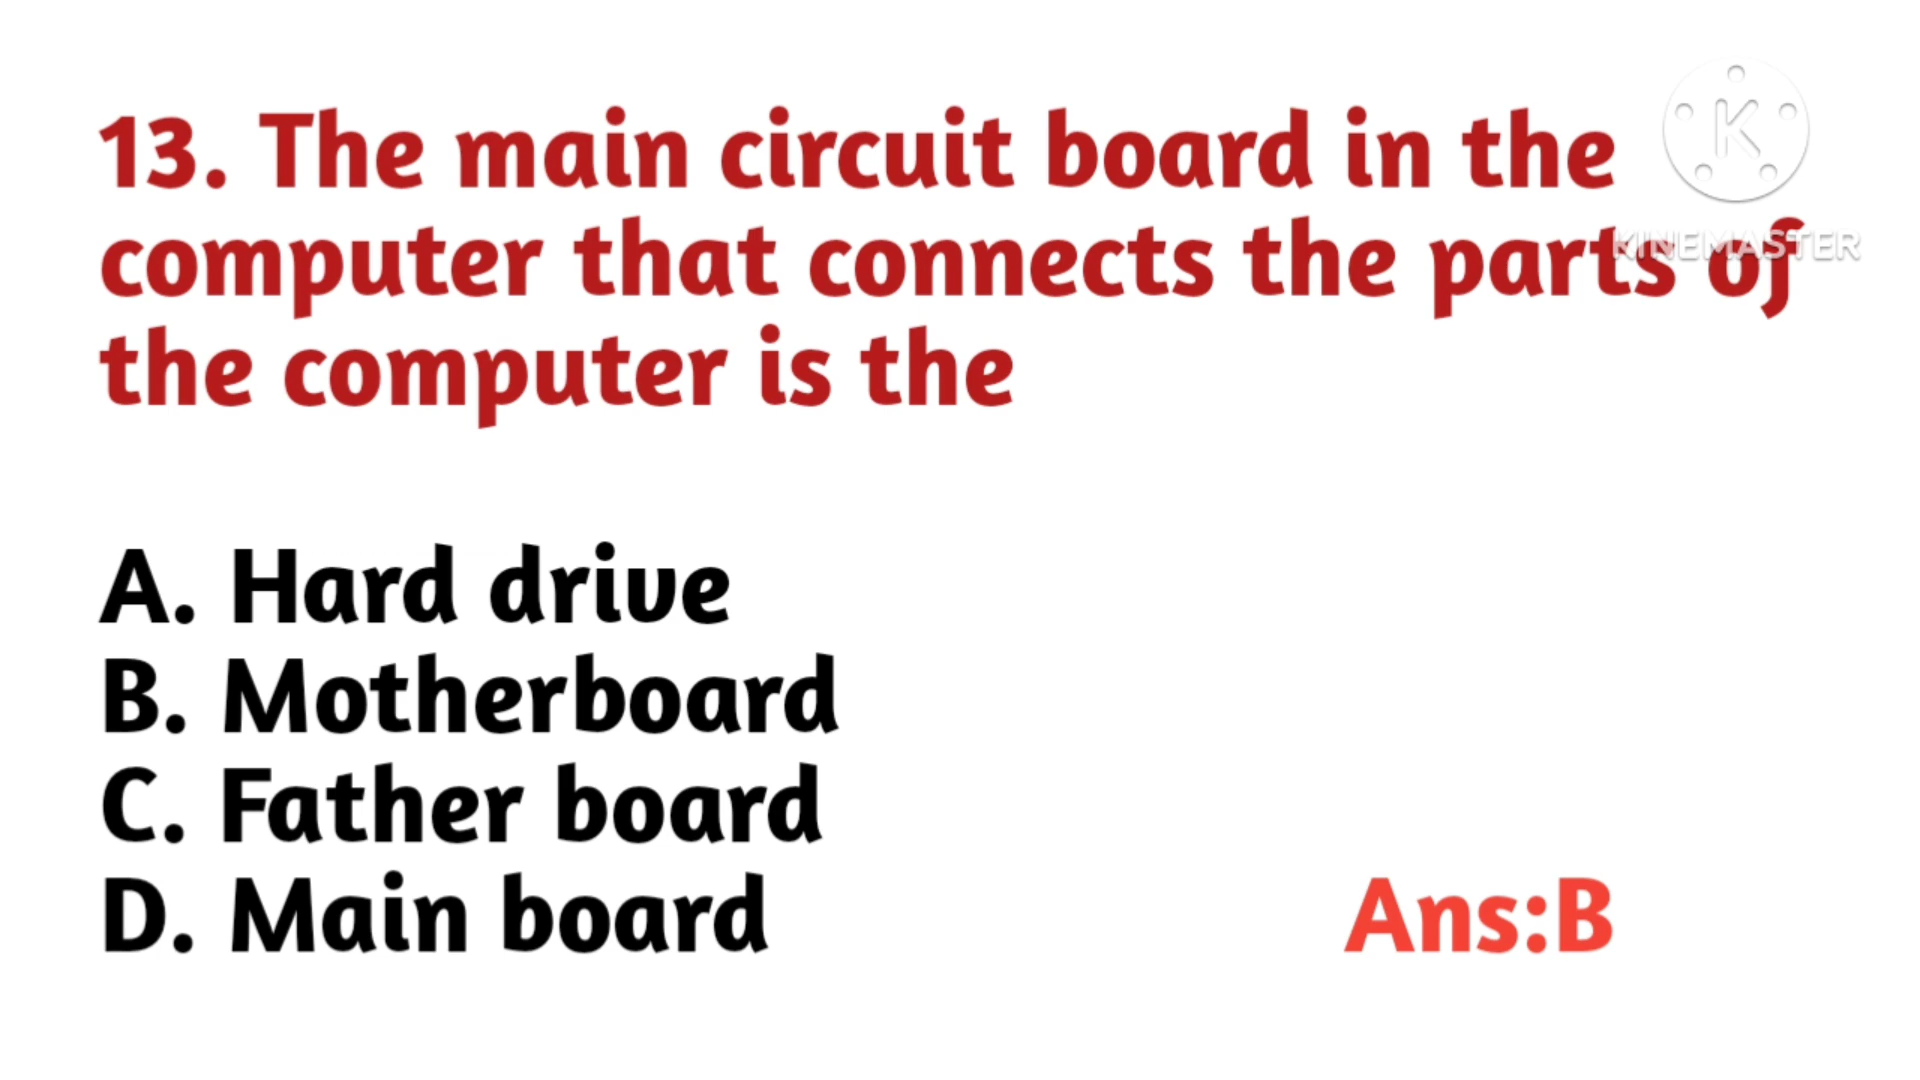 13. The main circuit board in the
computer that connects the parts of
the computer is the
A. Hard drive
B. Motherboard
C. Father board
D. Main board
Ans:B
K
KINEMASTER